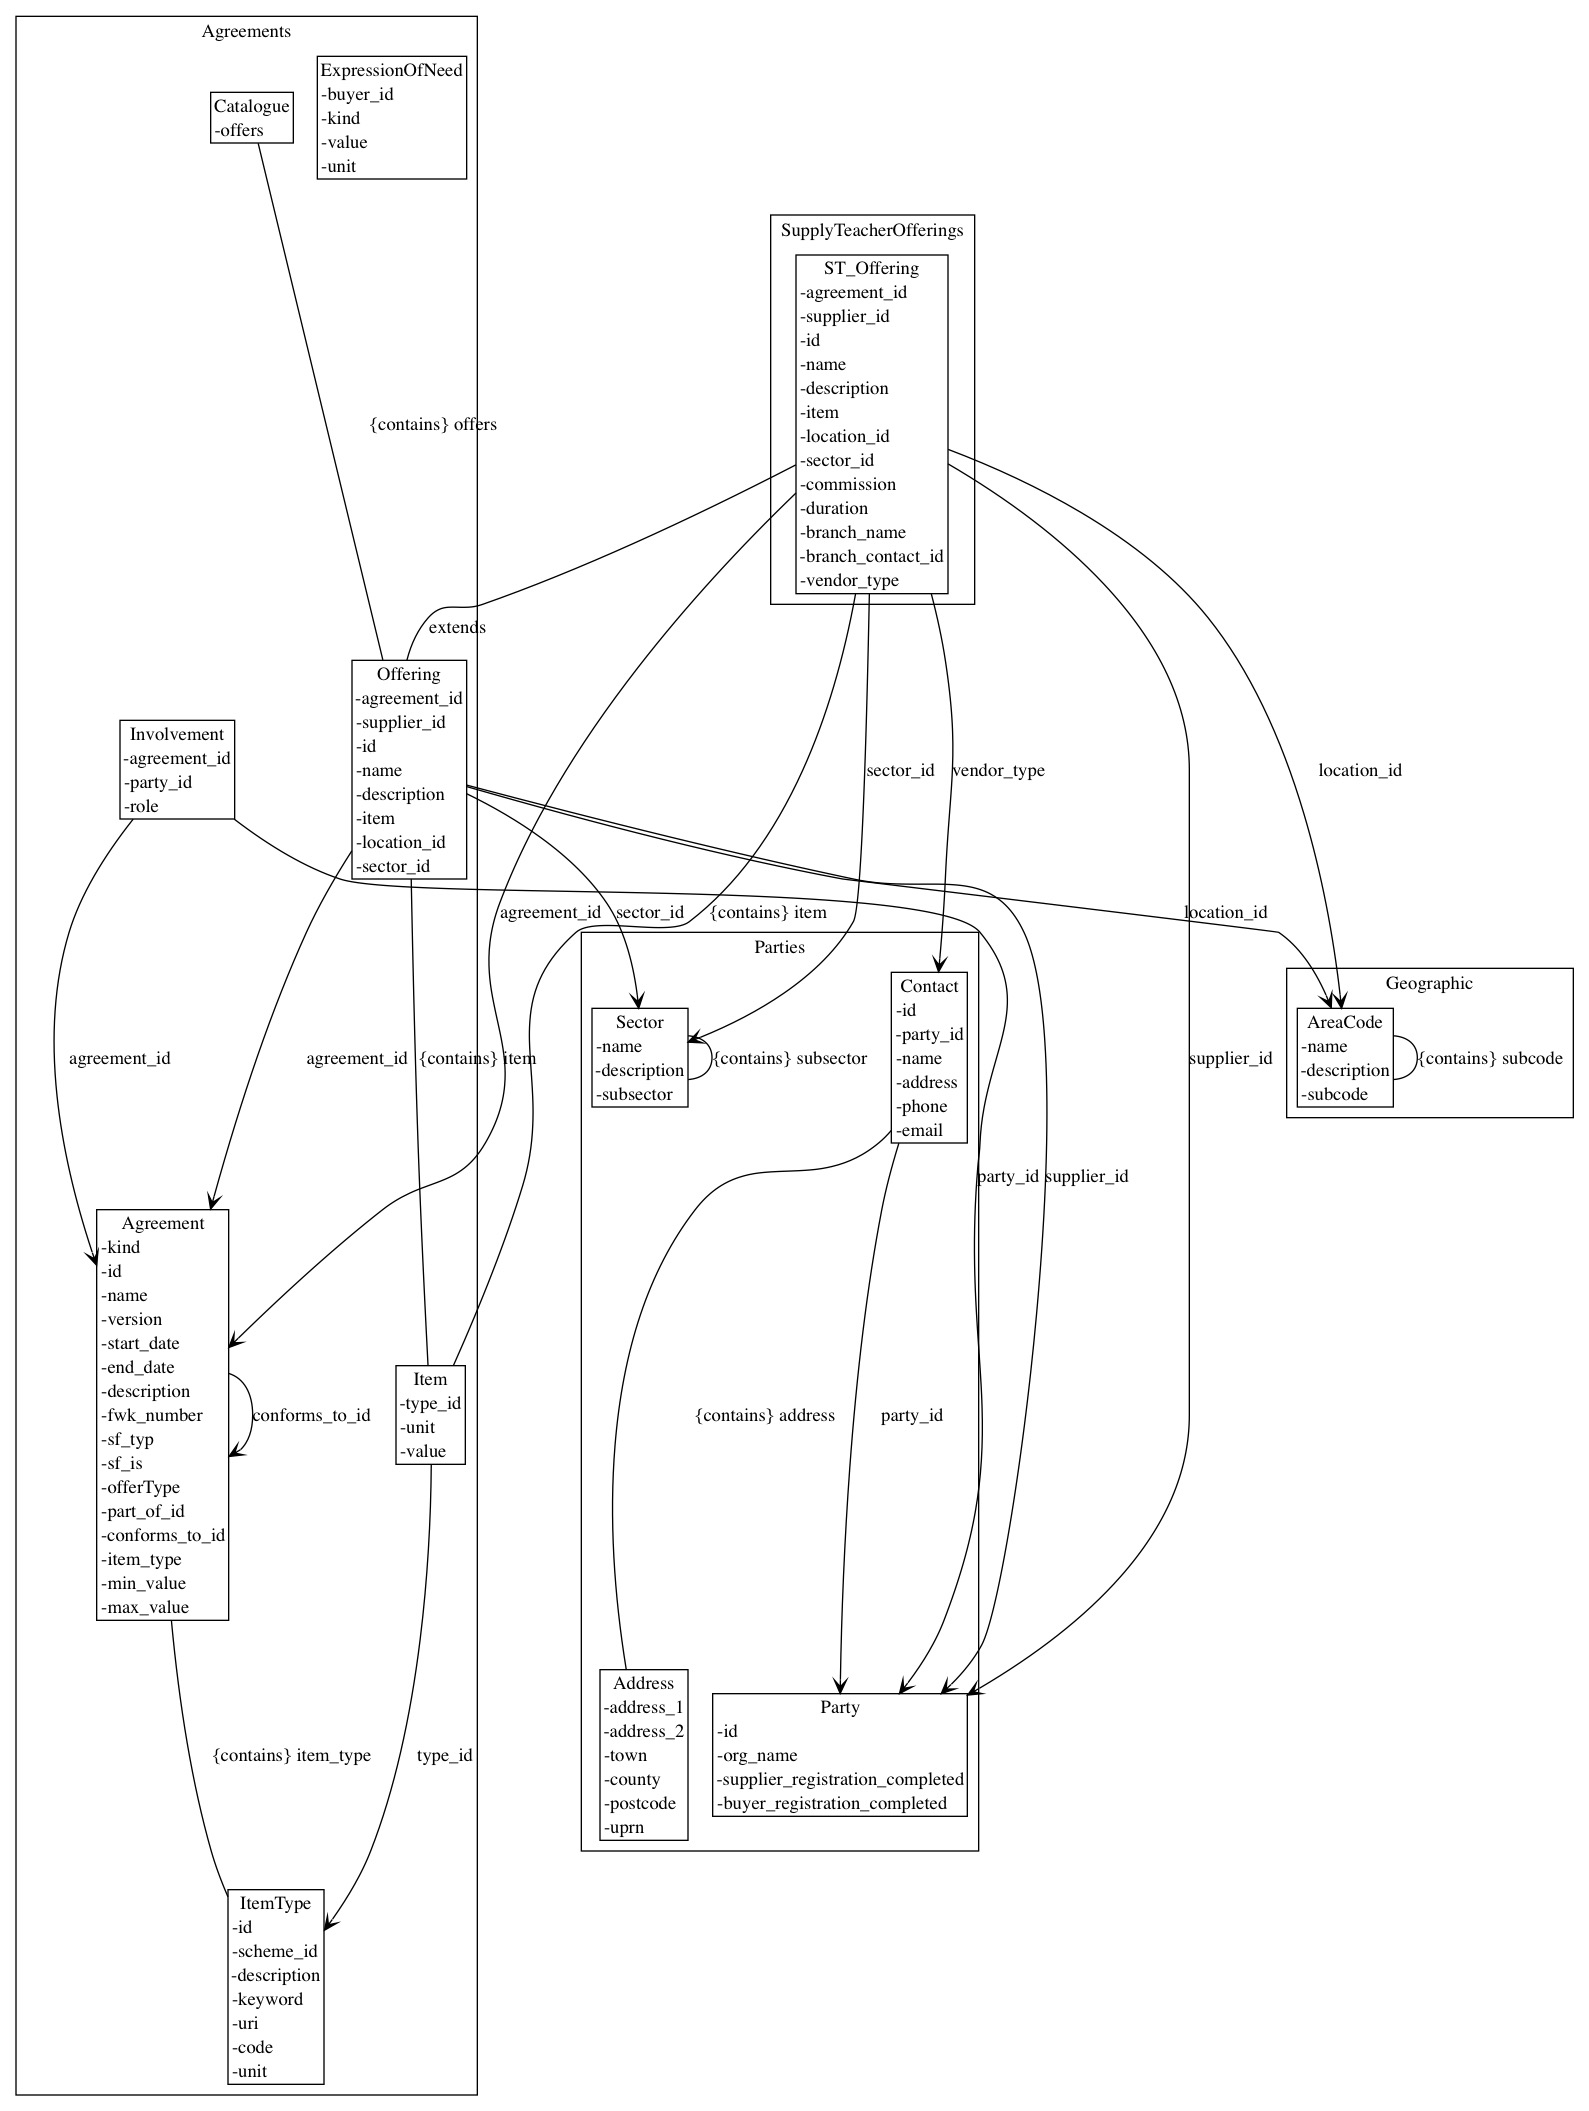 Agreements
ExpressionOfNeed
-buyer_id
-kind
-value
-unit
Catalogue
-offers
{contains} offers
SupplyTeacherOfferings
ST_Offering
-agreement_id
-supplier_id
-id
-name
-description
-item
-location_id
-sector_id
-commission
-duration
-branch_name
-branch_contact_id
-vendor_type
extends
Offering
-agreement_id
-supplier_id
-id
-name
-description
-item
-location_id
-sector_id
Involvement
-agreement_id
-party_id
-role
sector_id
vendor_type
location_id
agreement_id
sector_id
{contains} item
location_id
Parties
Sector
-name
-description
-subsector
{contains} subsector
Contact
-id
-party_id
-name
-address
-phone
-email
Geographic
AreaCode
-name
-description
-subcode
{contains} subcode
agreement_id
agreement_id
{contains} item
supplier_id
party_id
supplier_id
Agreement
-kind
-id
-name
-version
-start_date
-end_date
-description
-fwk_number
-sf_typ
-sf_is
-offerType
-part_of_id
-conforms_to_id
-item_type
-min_value
-max_value
conforms_to_id
Item
-type_id
-unit
-value
{contains} address
party_id
Address
-address_1
-address_2
-town
-county
-postcode
-uprn
Party
-id
-org_name
-supplier_registration_completed
-buyer_registration_completed
{contains} item_type
type_id
ItemType
-id
-scheme_id
-description
-keyword
-uri
-code
-unit